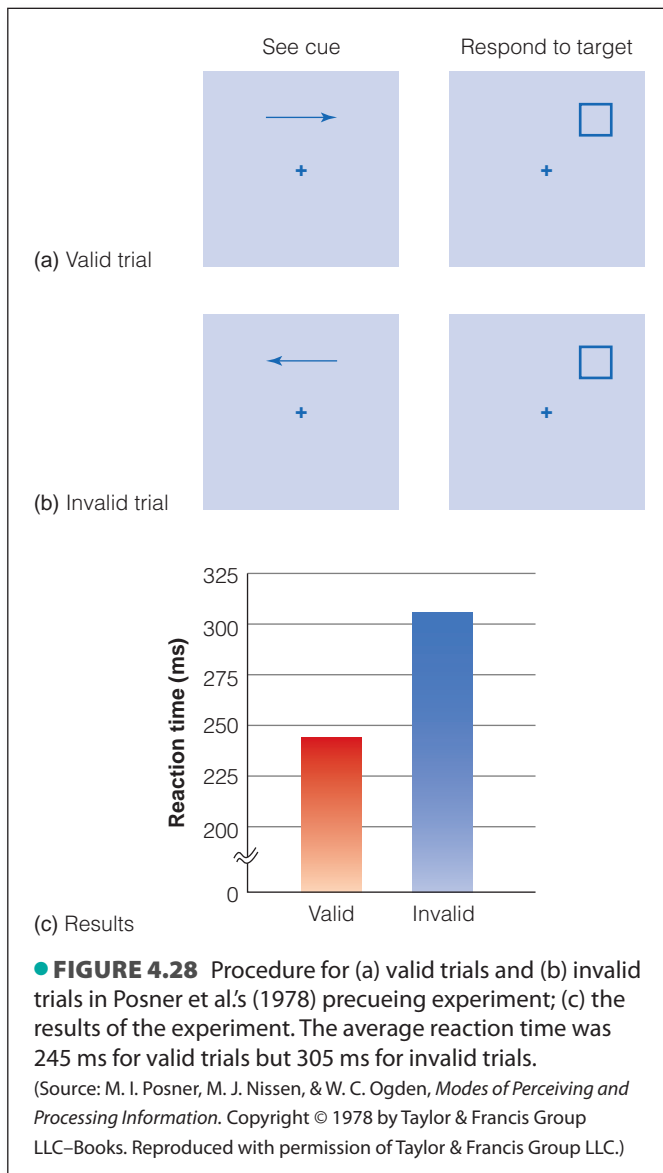 See cue
Respond to target
(a) Valid trial
(b) Invalid trial
Reaction time (ms)
325
300
275
250
225
200
0
Valid
Invalid
(c) Results
● FIGURE 4.28 Procedure for (a) valid trials and (b) invalid
trials in Posner et al.'s (1978) precueing experiment; (c) the
results of the experiment. The average reaction time was
245 ms for valid trials but 305 ms for invalid trials.
(Source: M. I. Posner, M. J. Nissen, & W. C. Ogden, Modes of Perceiving and
Processing Information. Copyright © 1978 by Taylor & Francis Group
LLC–Books. Reproduced with permission of Taylor & Francis Group LLC.)